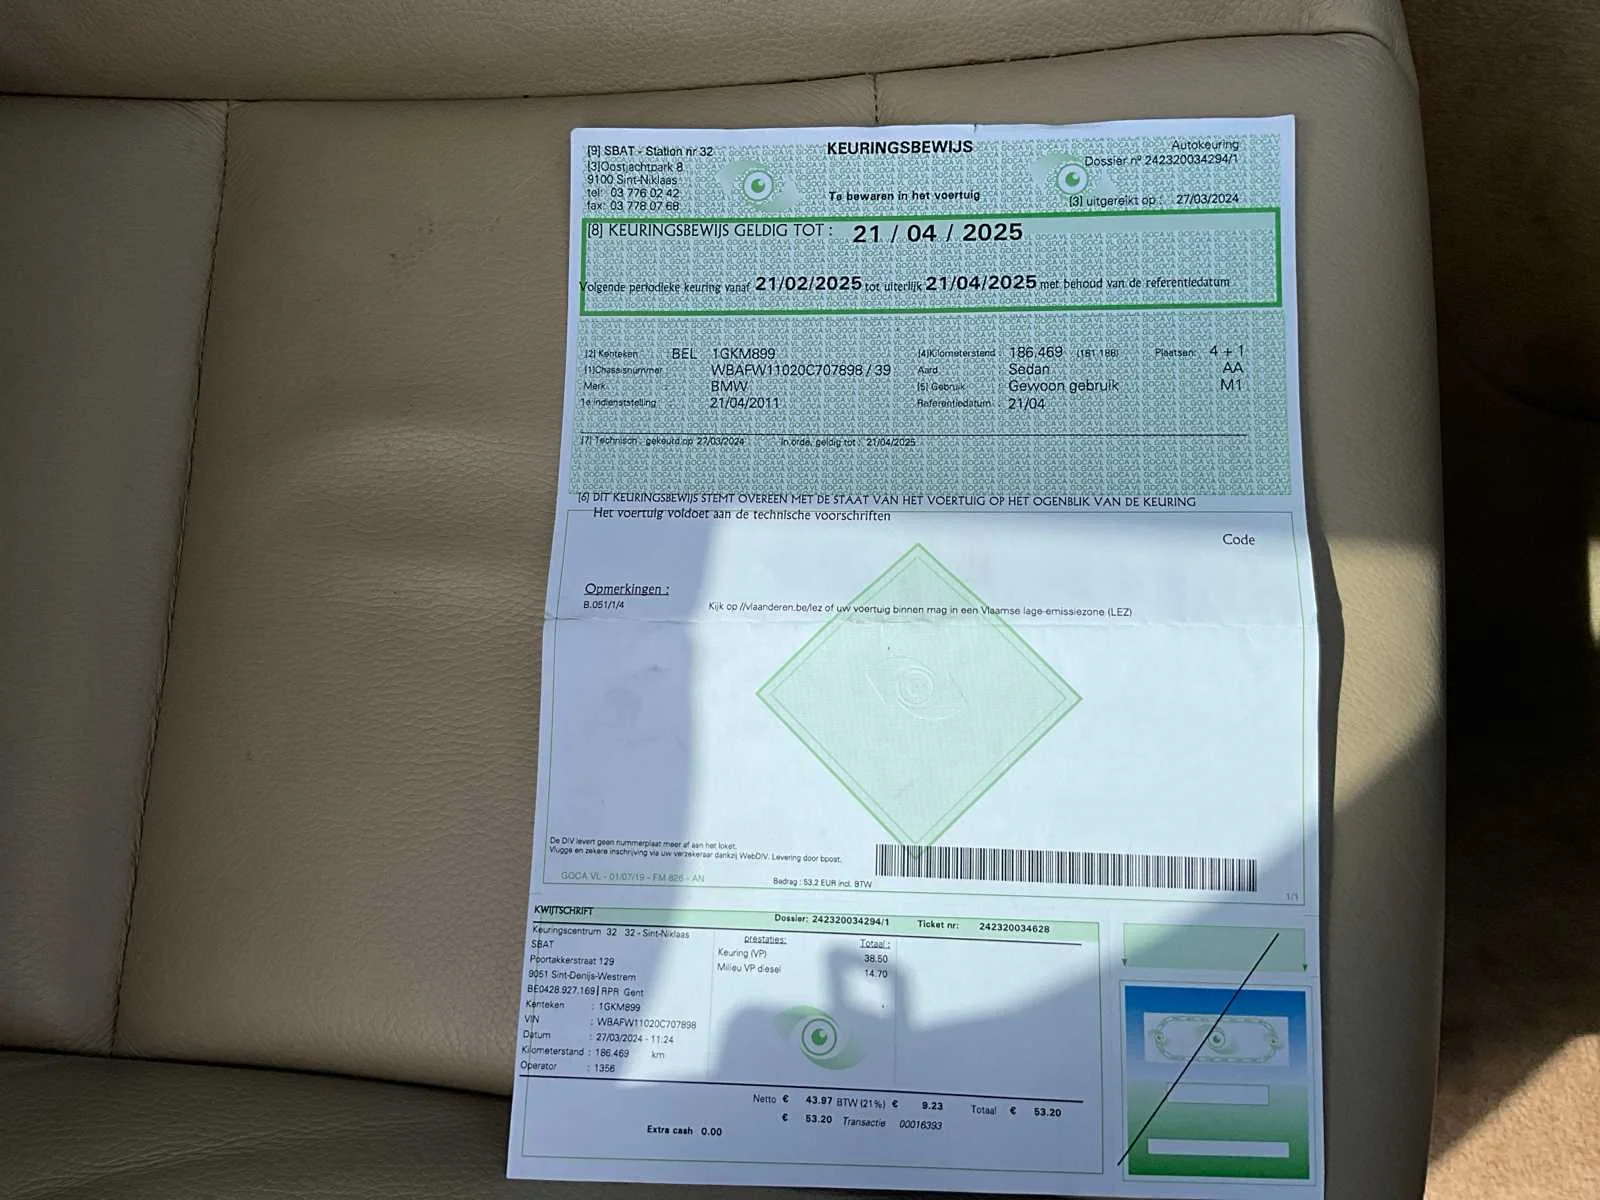 [9] SBAT - Station nr 32
[3]Oostjachtpark 8
9100 Sint-Niklaas
tel: 03 776 02 42
fax: 03 778 07 68
KEURINGSBEWIJS
Te bewaren in het voertuig
Autokeuring
Dossier nº 242320034294/1
[3] uitgereikt op : 27/03/2024
[8] KEURINGSBEWIJS GELDIG TOT : 21 / 04 / 2025
Volgende periodieke keuring vanaf 21/02/2025 tot uiterlijk 21/04/2025 met behoud van de referentiedatum
[2] Kenteken : BEL 1GKM899 [4]Kilometerstand : 186.469 (181.188) Plaatsen: 4 + 1
[1]Chassisnummer WBAFW11020C707898 / 39 Aard : Sedan AA
Merk : BMW [5] Gebruik : Gewoon gebruik M1
1e indienststelling 21/04/2011 Referentiedatum : 21/04
[7] Technisch : gekeurd op 27/03/2024 In orde, geldig tot : 21/04/2025
[6] DIT KEURINGSBEWIJS STEMT OVEREEN MET DE STAAT VAN HET VOERTUIG OP HET OGENBLIK VAN DE KEURING
Het voertuig voldoet aan de technische voorschriften
Code
Opmerkingen :
B.051/1/4 Kijk op //vlaanderen.be/lez of uw voertuig binnen mag in een Vlaamse lage-emissiezone (LEZ)
De DIV levert geen nummerplaat meer af aan het loket.
Vlugge en zekere inschrijving via uw verzekeraar dankzij WebDIV. Levering door bpost.
GOCA VL - 01/07/19 - FM 826 - AN
Bedrag : 53,2 EUR incl. BTW
1/1
KWIJTSCHRIFT
Dossier: 242320034294/1 Ticket nr: 242320034628
Keuringscentrum 32 32 - Sint-Niklaas
SBAT
Poortakkerstraat 129
9051 Sint-Denijs-Westrem
BE0428.927.169 | RPR Gent
Kenteken : 1GKM899
VIN : WBAFW11020C707898
Datum : 27/03/2024 - 11:24
Kilometerstand : 186.469 km
Operator : 1356
prestaties: Totaal :
Keuring (VP) 38.50
Milieu VP diesel 14.70
Netto € 43.97 BTW (21%) € 9.23 Totaal € 53.20
€ 53.20 Transactie 00016393
Extra cash 0.00